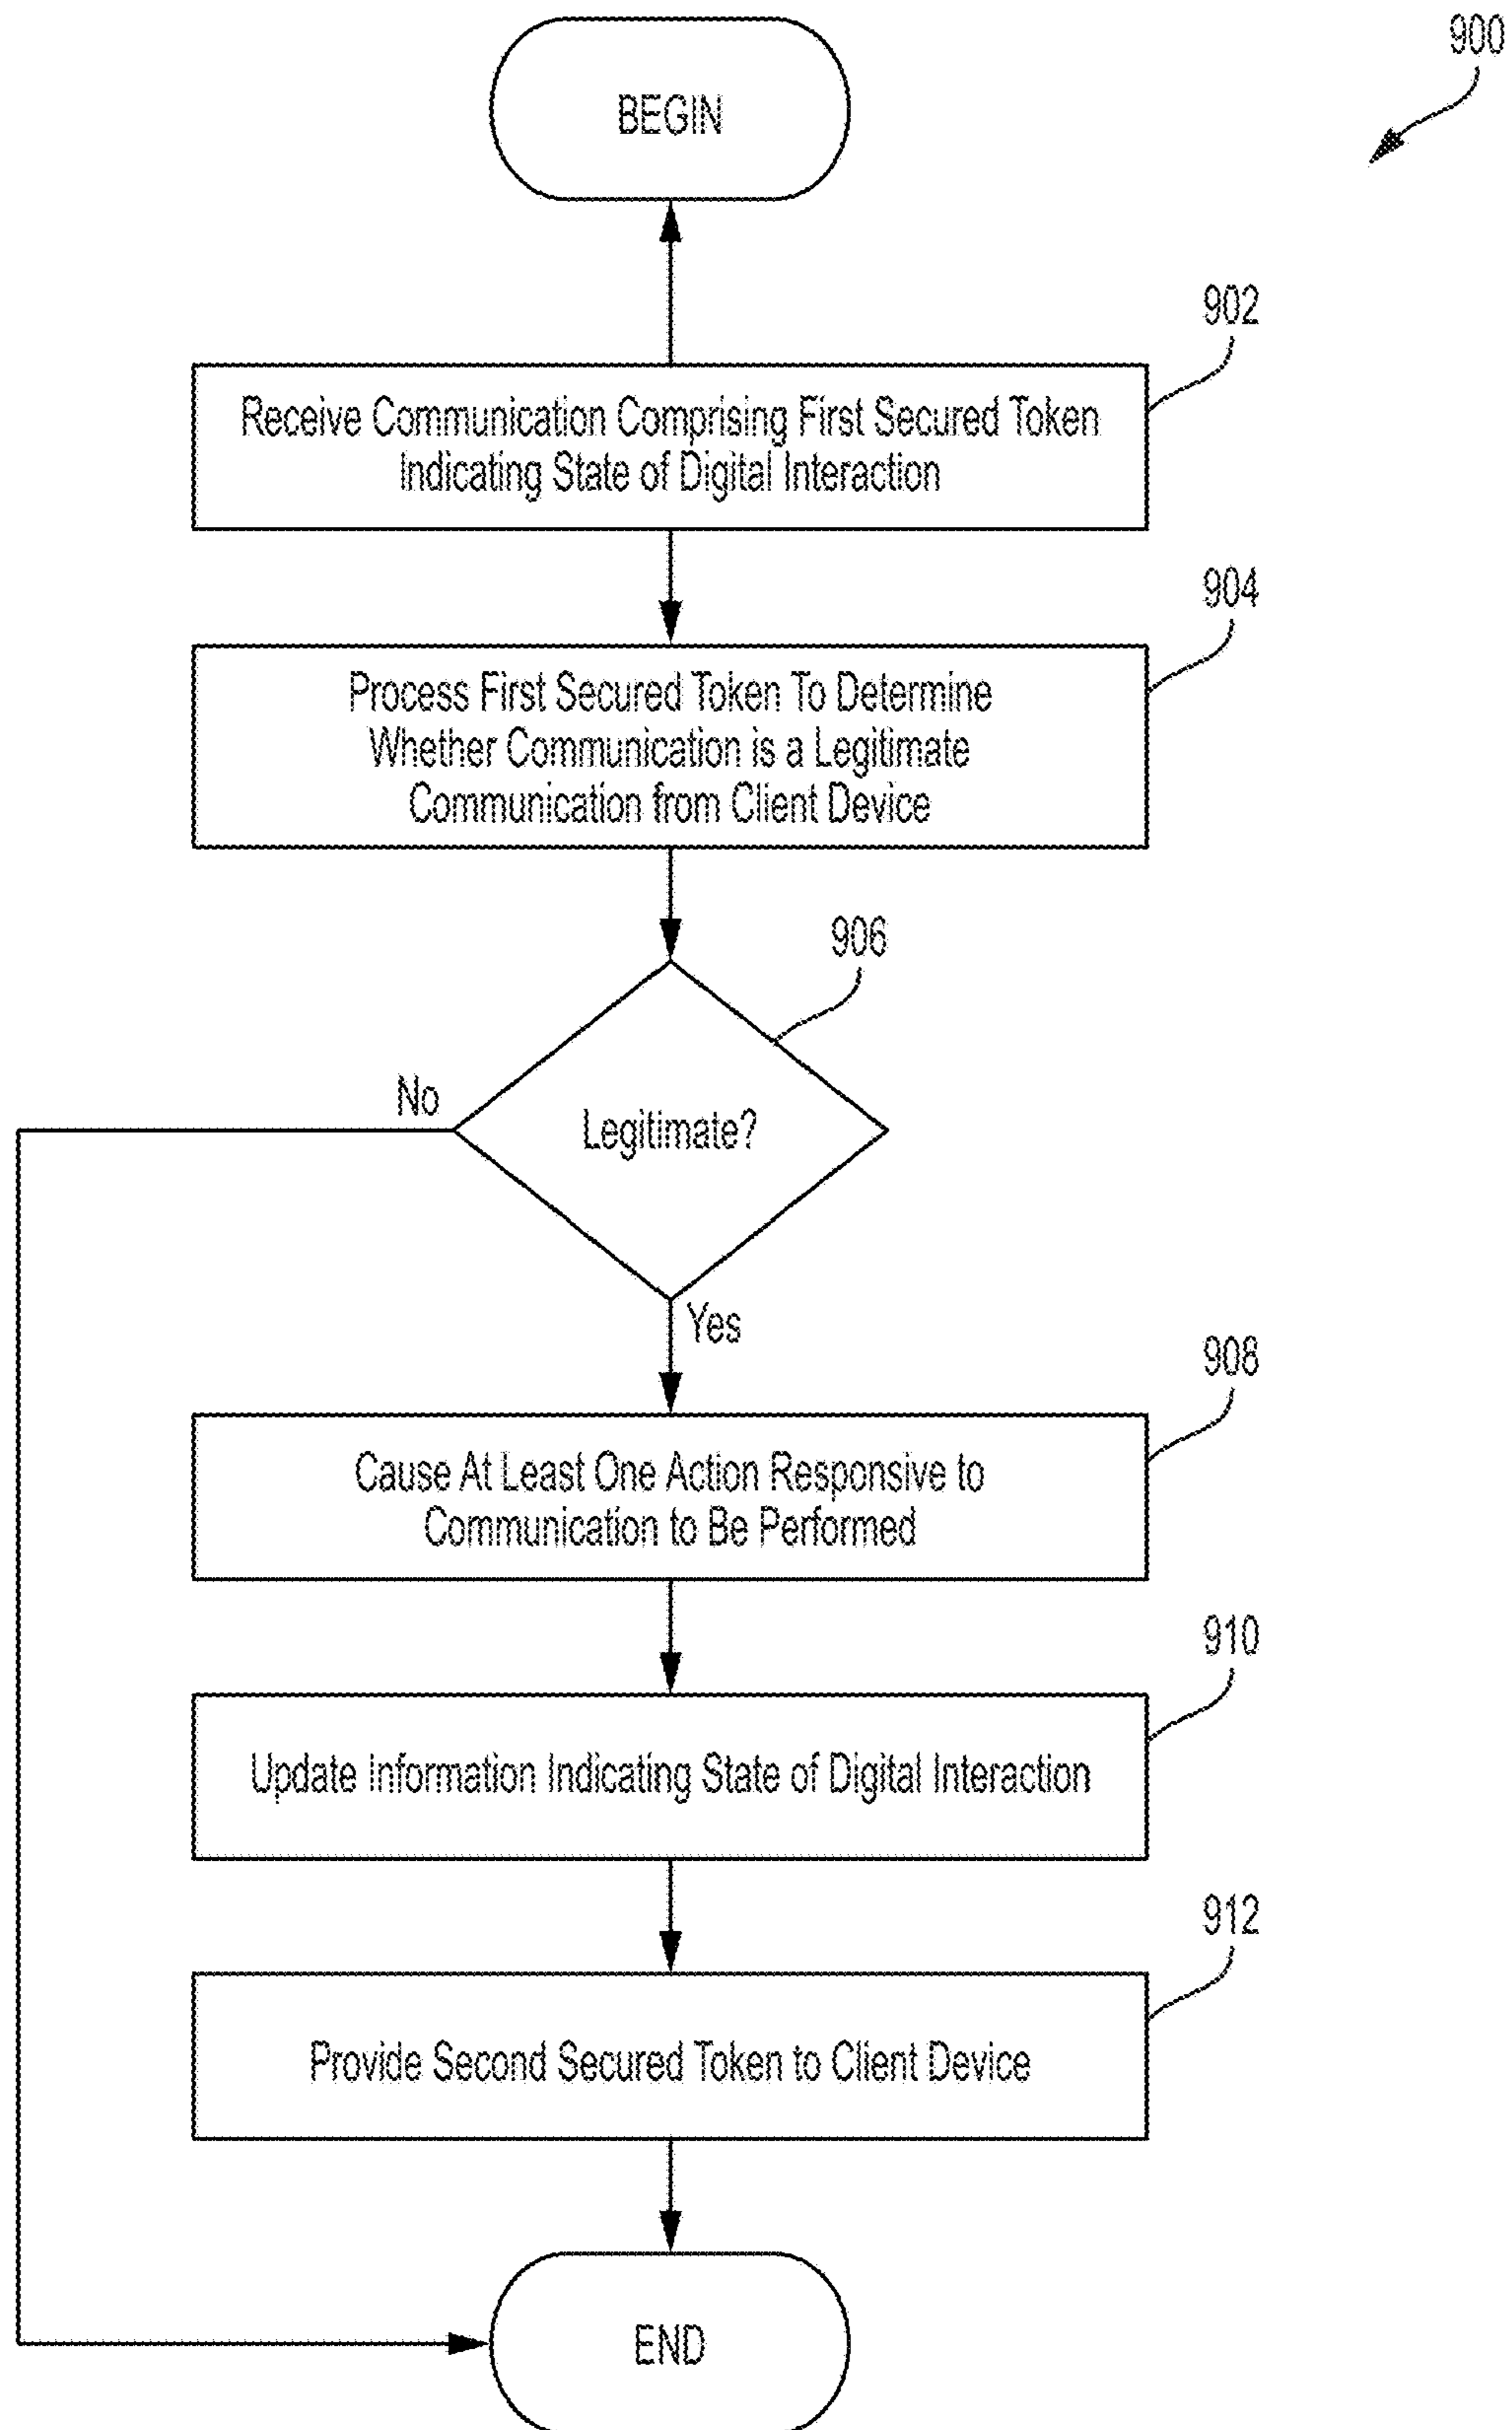 900
BEGIN
902
Receive Communication Comprising First Secured Token
Indicating State of Digital Interaction
904
Process First Secured Token To Determine
Whether Communication is a Legitimate
Communication from Client Device
906
No
Legitimate?
Yes
908
Cause At Least One Action Responsive to
Communication to Be Performed
910
Update Information Indicating State of Digital Interaction
912
Provide Second Secured Token to Client Device
END